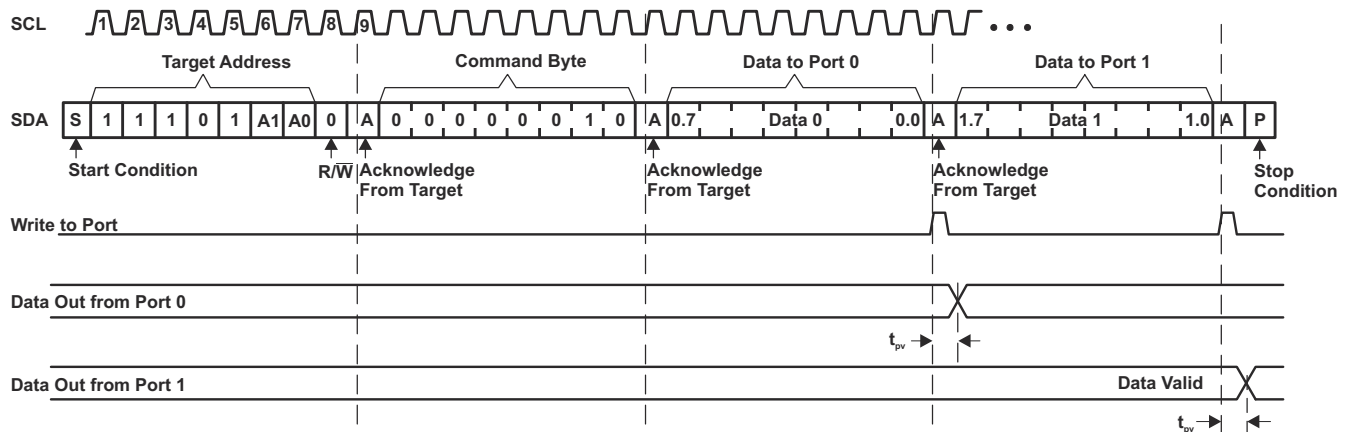 SCL 1 2 3 4 5 6 7 8 9 • • •
Target Address Command Byte Data to Port 0 Data to Port 1
SDA S 1 1 1 0 1 A1 A0 0 A 0 0 0 0 0 0 1 0 A 0.7 Data 0 0.0 A 1.7 Data 1 1.0 A P
Start Condition R/W̅ Acknowledge From Target Acknowledge From Target Acknowledge From Target Stop Condition
Write to Port
Data Out from Port 0
tpv
Data Out from Port 1 Data Valid
tpv